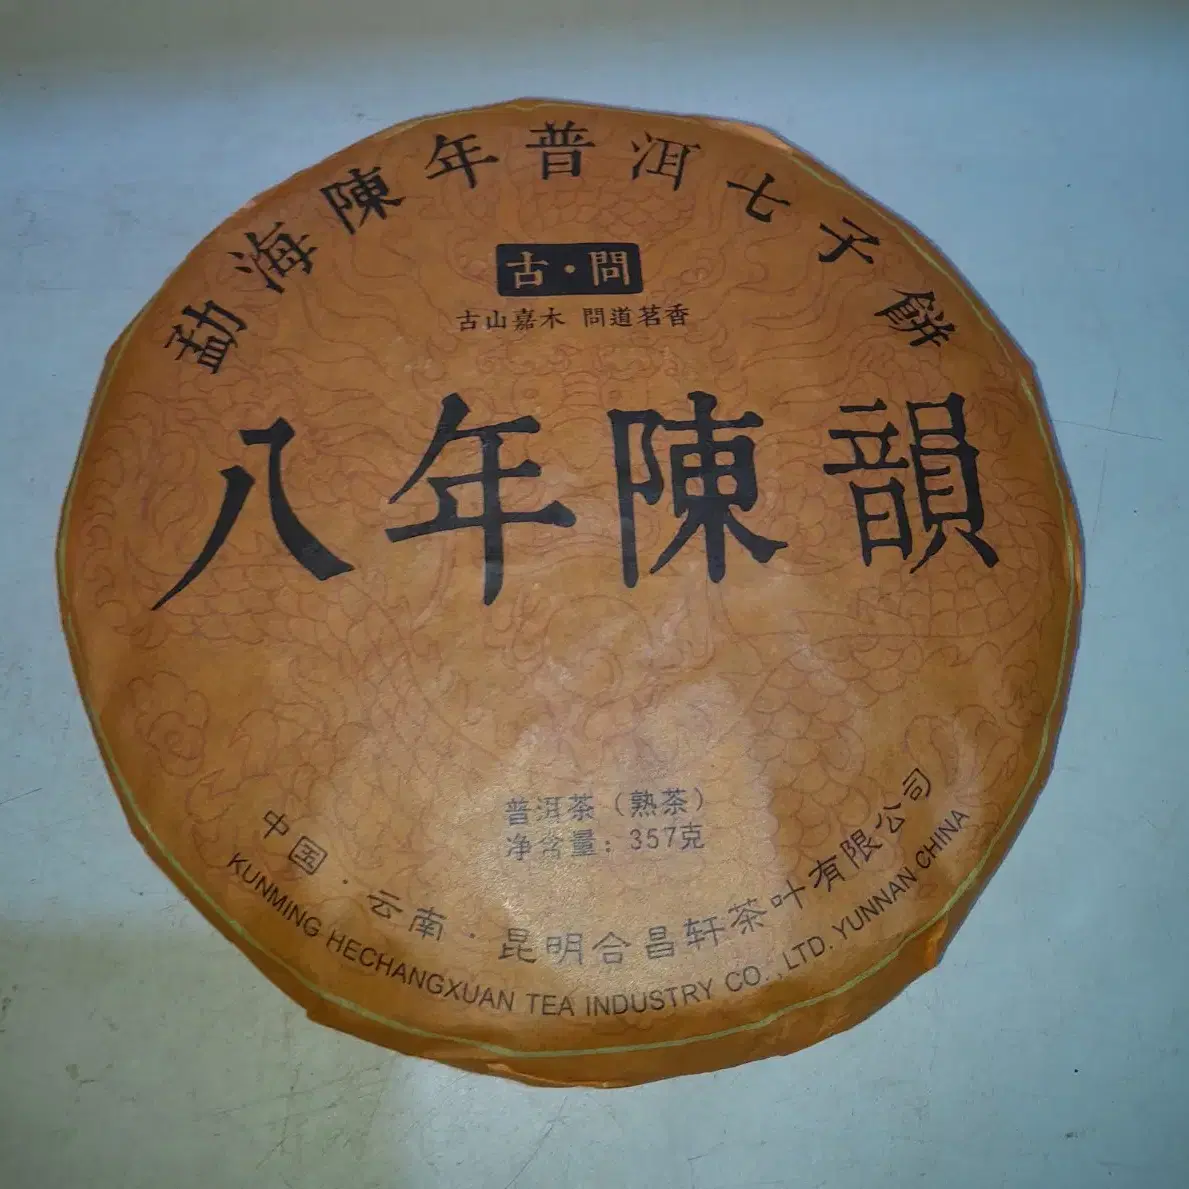 勐海陳年普洱七子餅
古·問
古山嘉木 問道茗香
八年陳韻
普洱茶（熟茶）
净含量：357克
中国·云南·昆明合昌轩茶叶有限公司
KUNMING HECHANGXUAN TEA INDUSTRY CO.,LTD. YUNNAN CHINA